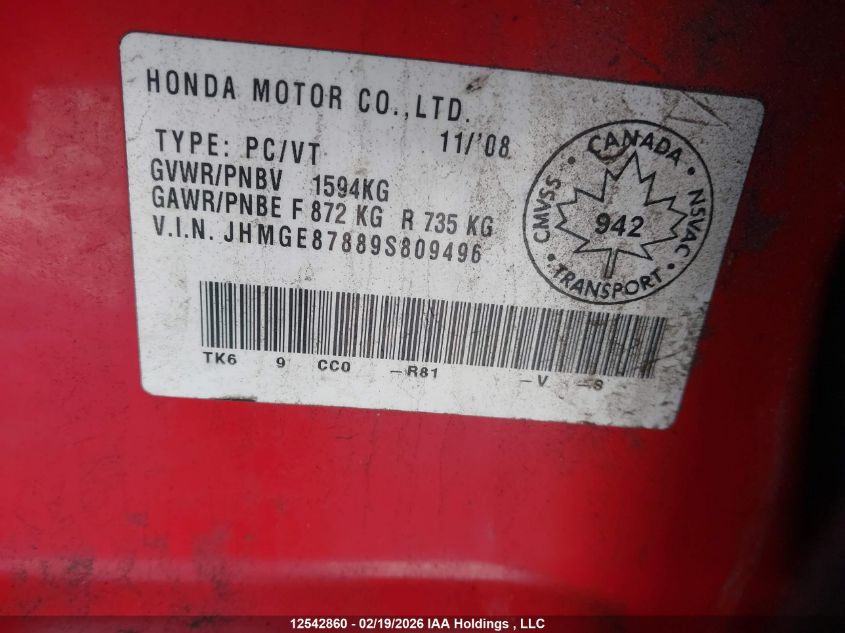 HONDA MOTOR CO.,LTD.
11/'08
TYPE: PC/VT
GVWR/PNBV 1594KG
GAWR/PNBE F 872 KG R 735 KG
V.I.N. JHMGE87889S809496
CANADA
CMVSS
NSVAC
942
TRANSPORT
TK6 9 CC0 -R81 -V -S
12542860 - 02/19/2026 IAA Holdings , LLC